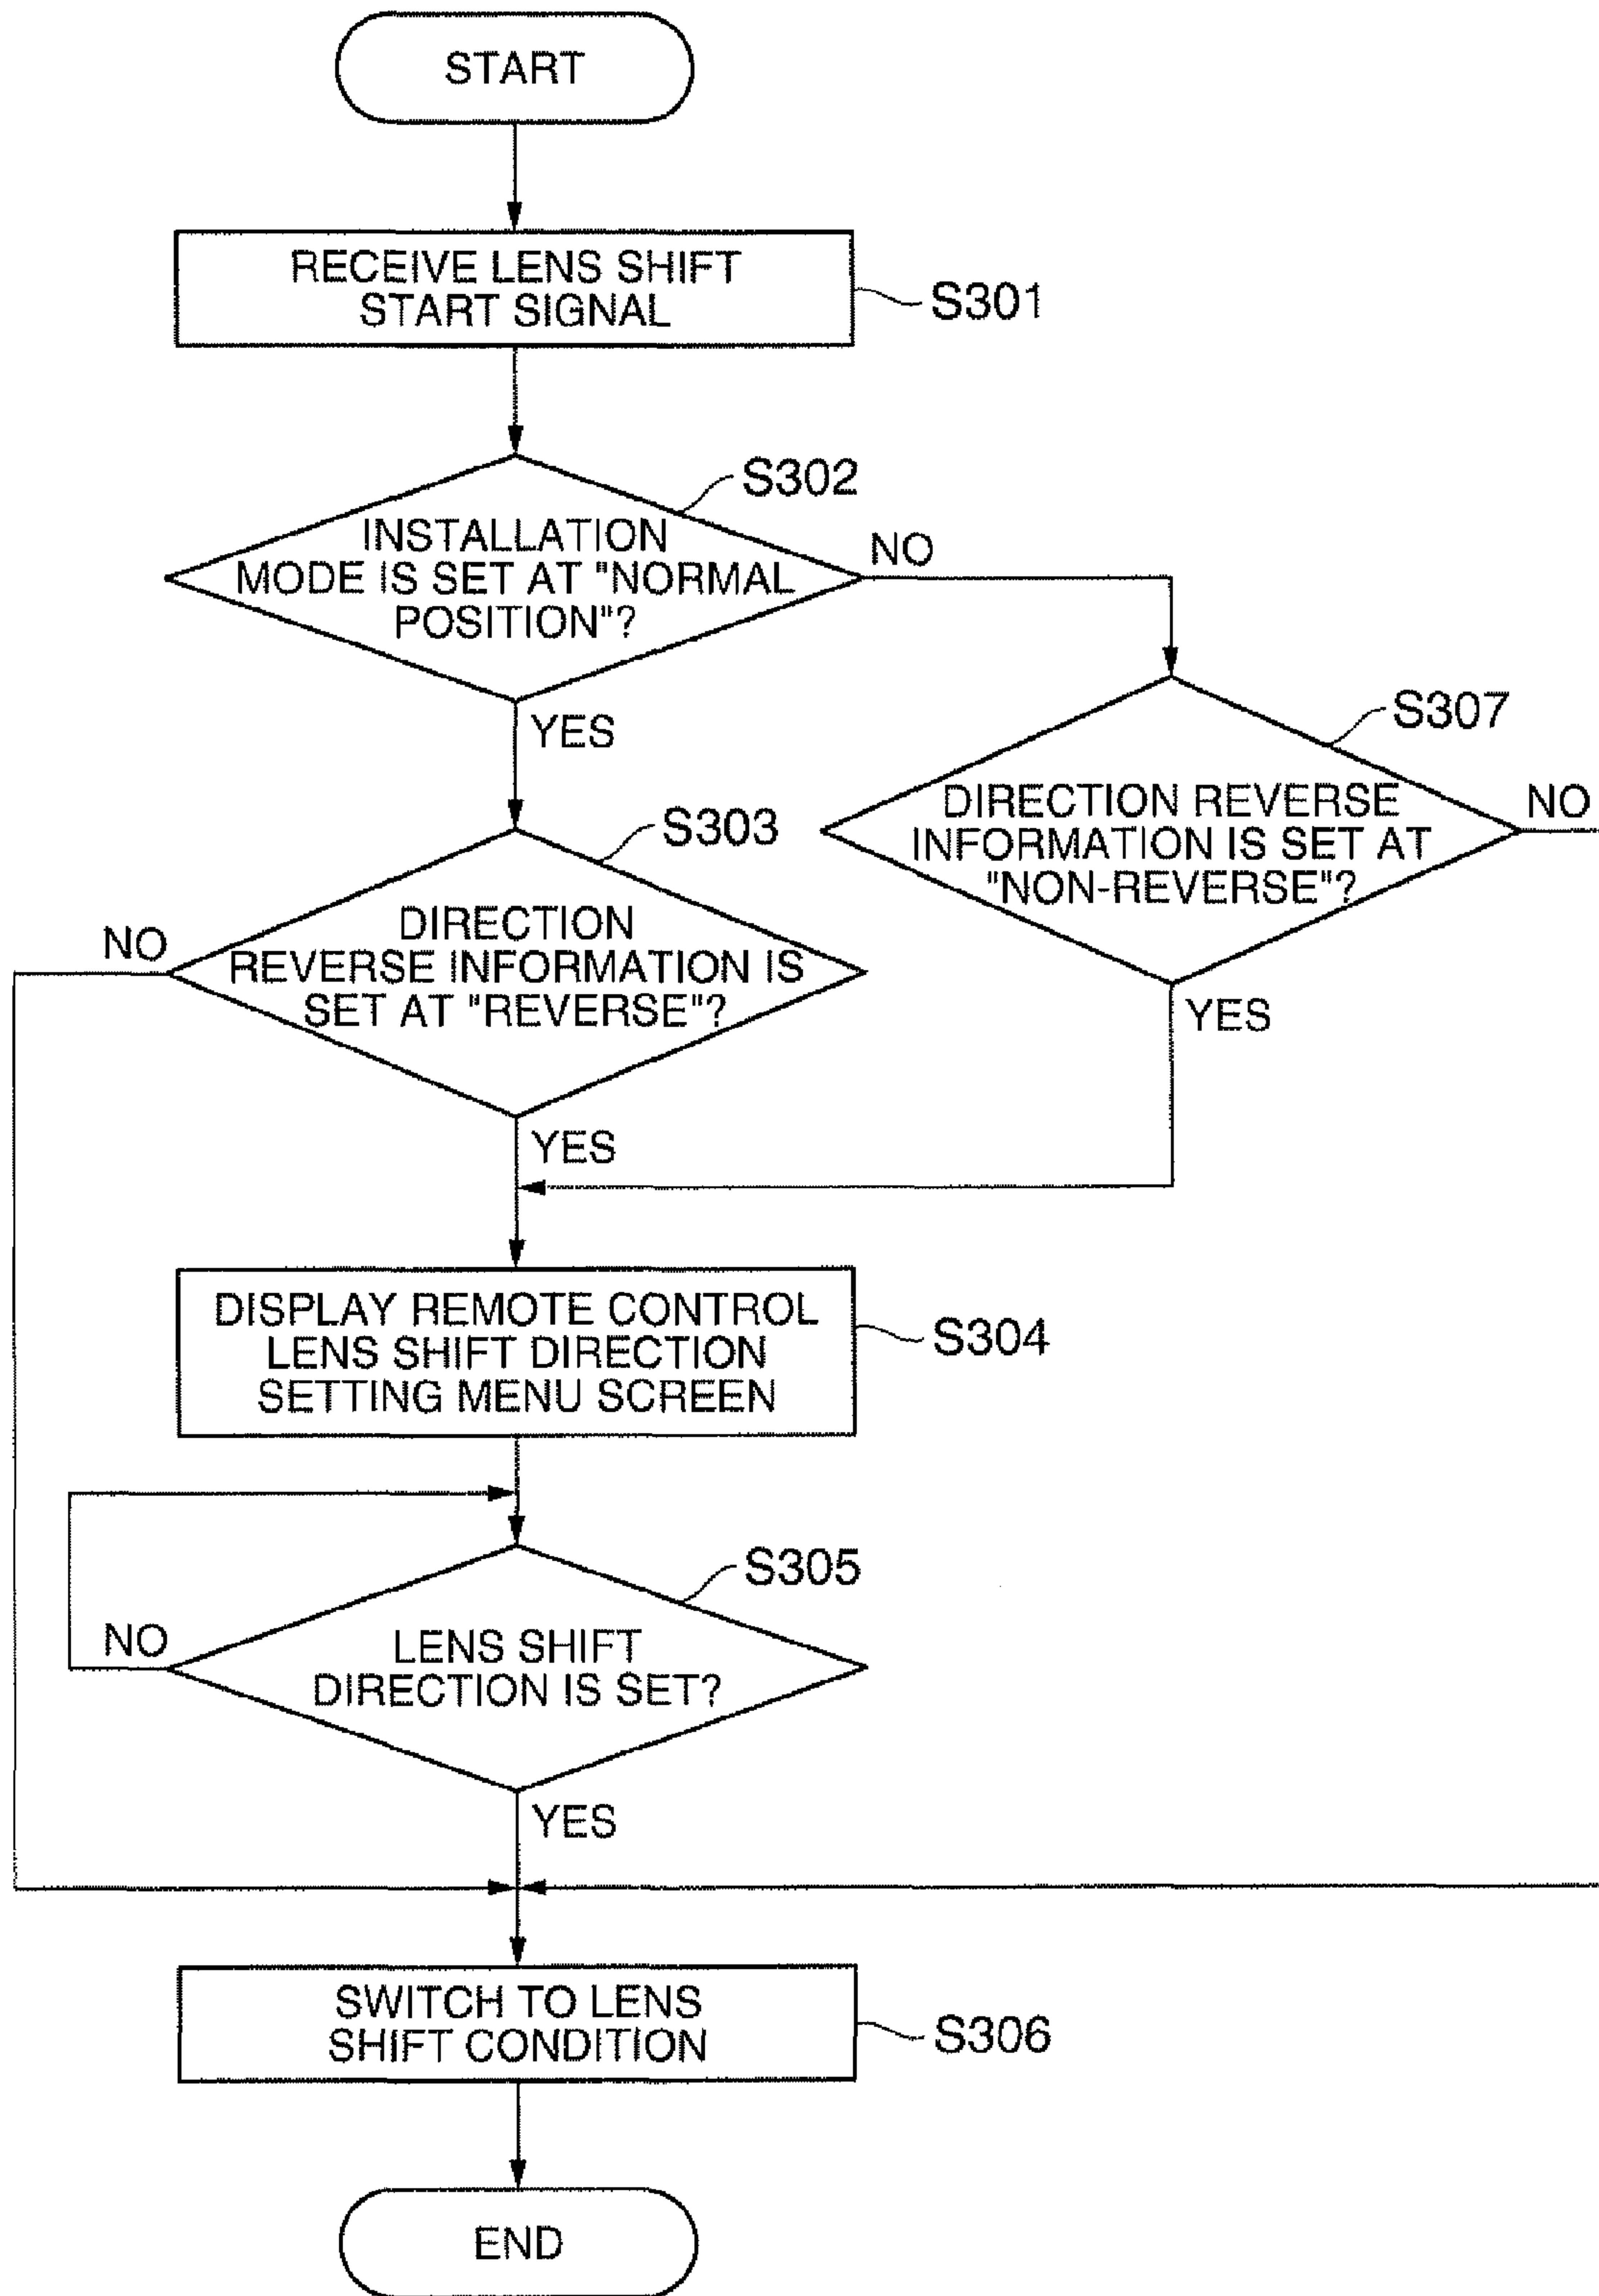 START
RECEIVE LENS SHIFT
START SIGNAL
S301
S302
INSTALLATION
MODE IS SET AT "NORMAL
POSITION"?
NO
YES
S307
DIRECTION REVERSE
INFORMATION IS SET AT
"NON-REVERSE"?
NO
YES
S303
DIRECTION
REVERSE INFORMATION IS
SET AT "REVERSE"?
NO
YES
DISPLAY REMOTE CONTROL
LENS SHIFT DIRECTION
SETTING MENU SCREEN
S304
S305
LENS SHIFT
DIRECTION IS SET?
NO
YES
SWITCH TO LENS
SHIFT CONDITION
S306
END